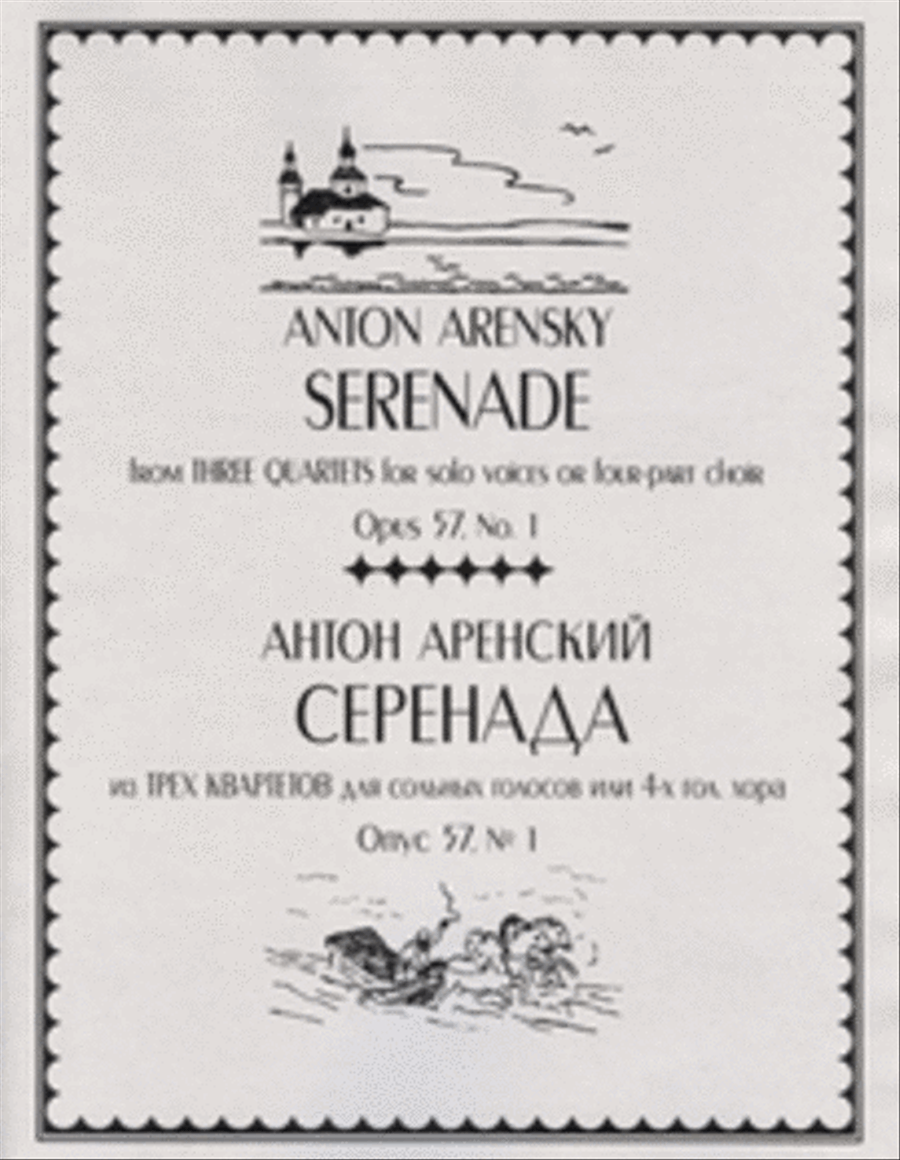 ANTON ARENSKY
SERENADE
from THREE QUARTETS for solo voices or four-part choir
Opus 57, No. 1
АНТОН АРЕНСКИЙ
СЕРЕНАДА
из ТРЕХ КВАРТЕТОВ для сольных голосов или 4-х гол. хора
Опус 57, № 1